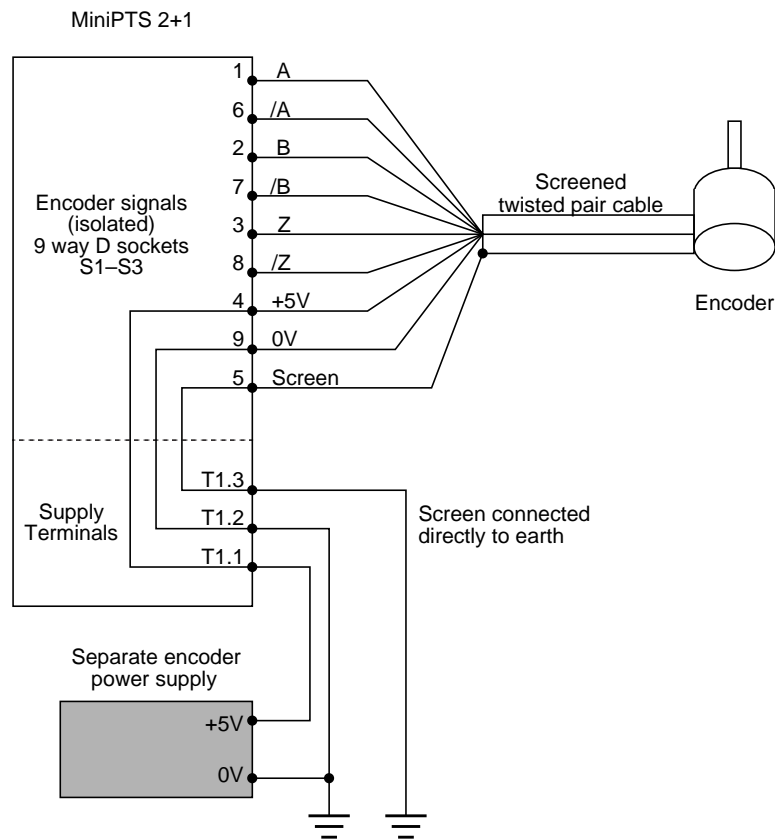 MiniPTS 2+1
1 A
6 /A
2 B
7 /B
3 Z
8 /Z
4 +5V
9 0V
5 Screen
Encoder signals
(isolated)
9 way D sockets
S1–S3
Screened
twisted pair cable
Encoder
T1.3
T1.2
T1.1
Supply
Terminals
Screen connected
directly to earth
Separate encoder
power supply
+5V
0V